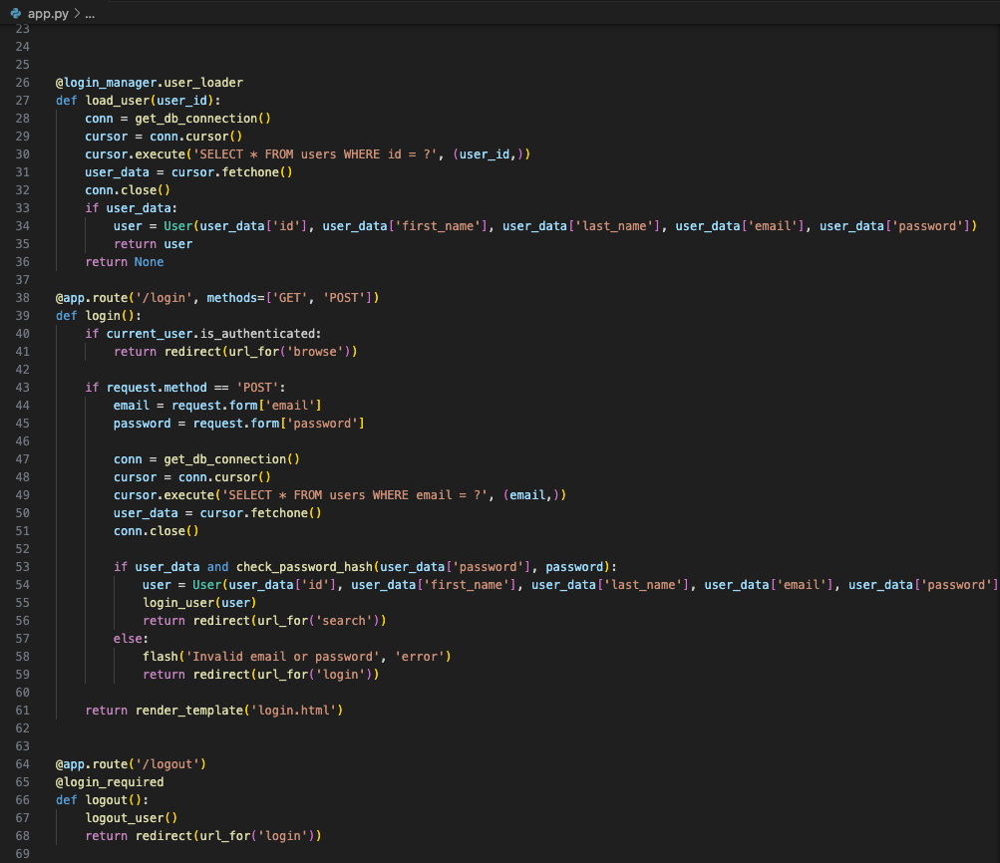 app.py > ...
23
24
25
26 @login_manager.user_loader
27 def load_user(user_id):
28     conn = get_db_connection()
29     cursor = conn.cursor()
30     cursor.execute('SELECT * FROM users WHERE id = ?', (user_id,))
31     user_data = cursor.fetchone()
32     conn.close()
33     if user_data:
34         user = User(user_data['id'], user_data['first_name'], user_data['last_name'], user_data['email'], user_data['password'])
35         return user
36     return None
37
38 @app.route('/login', methods=['GET', 'POST'])
39 def login():
40     if current_user.is_authenticated:
41         return redirect(url_for('browse'))
42
43     if request.method == 'POST':
44         email = request.form['email']
45         password = request.form['password']
46
47         conn = get_db_connection()
48         cursor = conn.cursor()
49         cursor.execute('SELECT * FROM users WHERE email = ?', (email,))
50         user_data = cursor.fetchone()
51         conn.close()
52
53         if user_data and check_password_hash(user_data['password'], password):
54             user = User(user_data['id'], user_data['first_name'], user_data['last_name'], user_data['email'], user_data['password']
55             login_user(user)
56             return redirect(url_for('search'))
57         else:
58             flash('Invalid email or password', 'error')
59             return redirect(url_for('login'))
60
61     return render_template('login.html')
62
63
64 @app.route('/logout')
65 @login_required
66 def logout():
67     logout_user()
68     return redirect(url_for('login'))
69